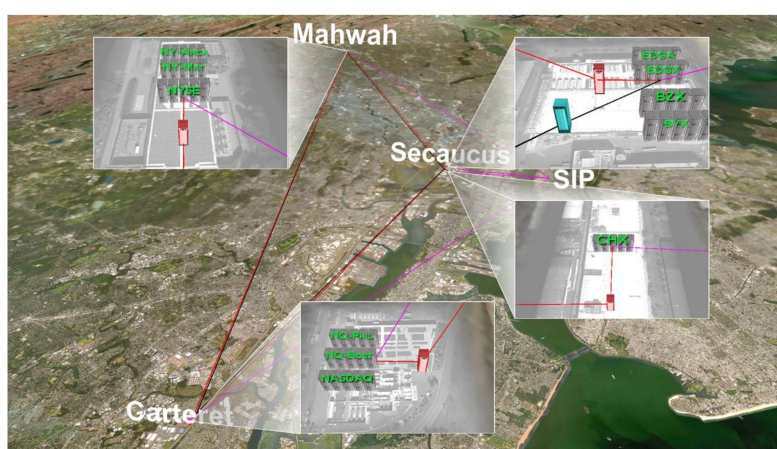 Mahwah
NY-Arca
NY-Mkt
NYSE
EDGA
EDGX
BZX
BYX
Secaucus
SIP
CHX
NQ-Phl
NQ-Bost
NASDAQ
Carteret